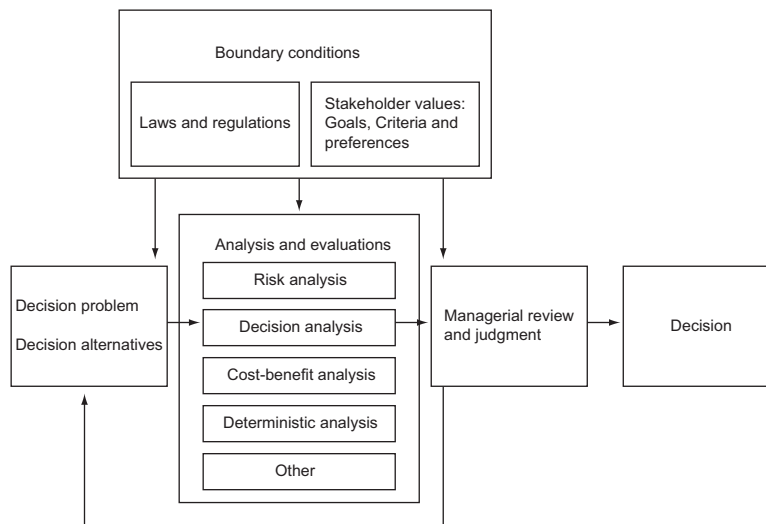 Boundary conditions
Laws and regulations
Stakeholder values:
Goals, Criteria and
preferences
Analysis and evaluations
Risk analysis
Decision analysis
Cost-benefit analysis
Deterministic analysis
Other
Decision problem
Decision alternatives
Managerial review
and judgment
Decision